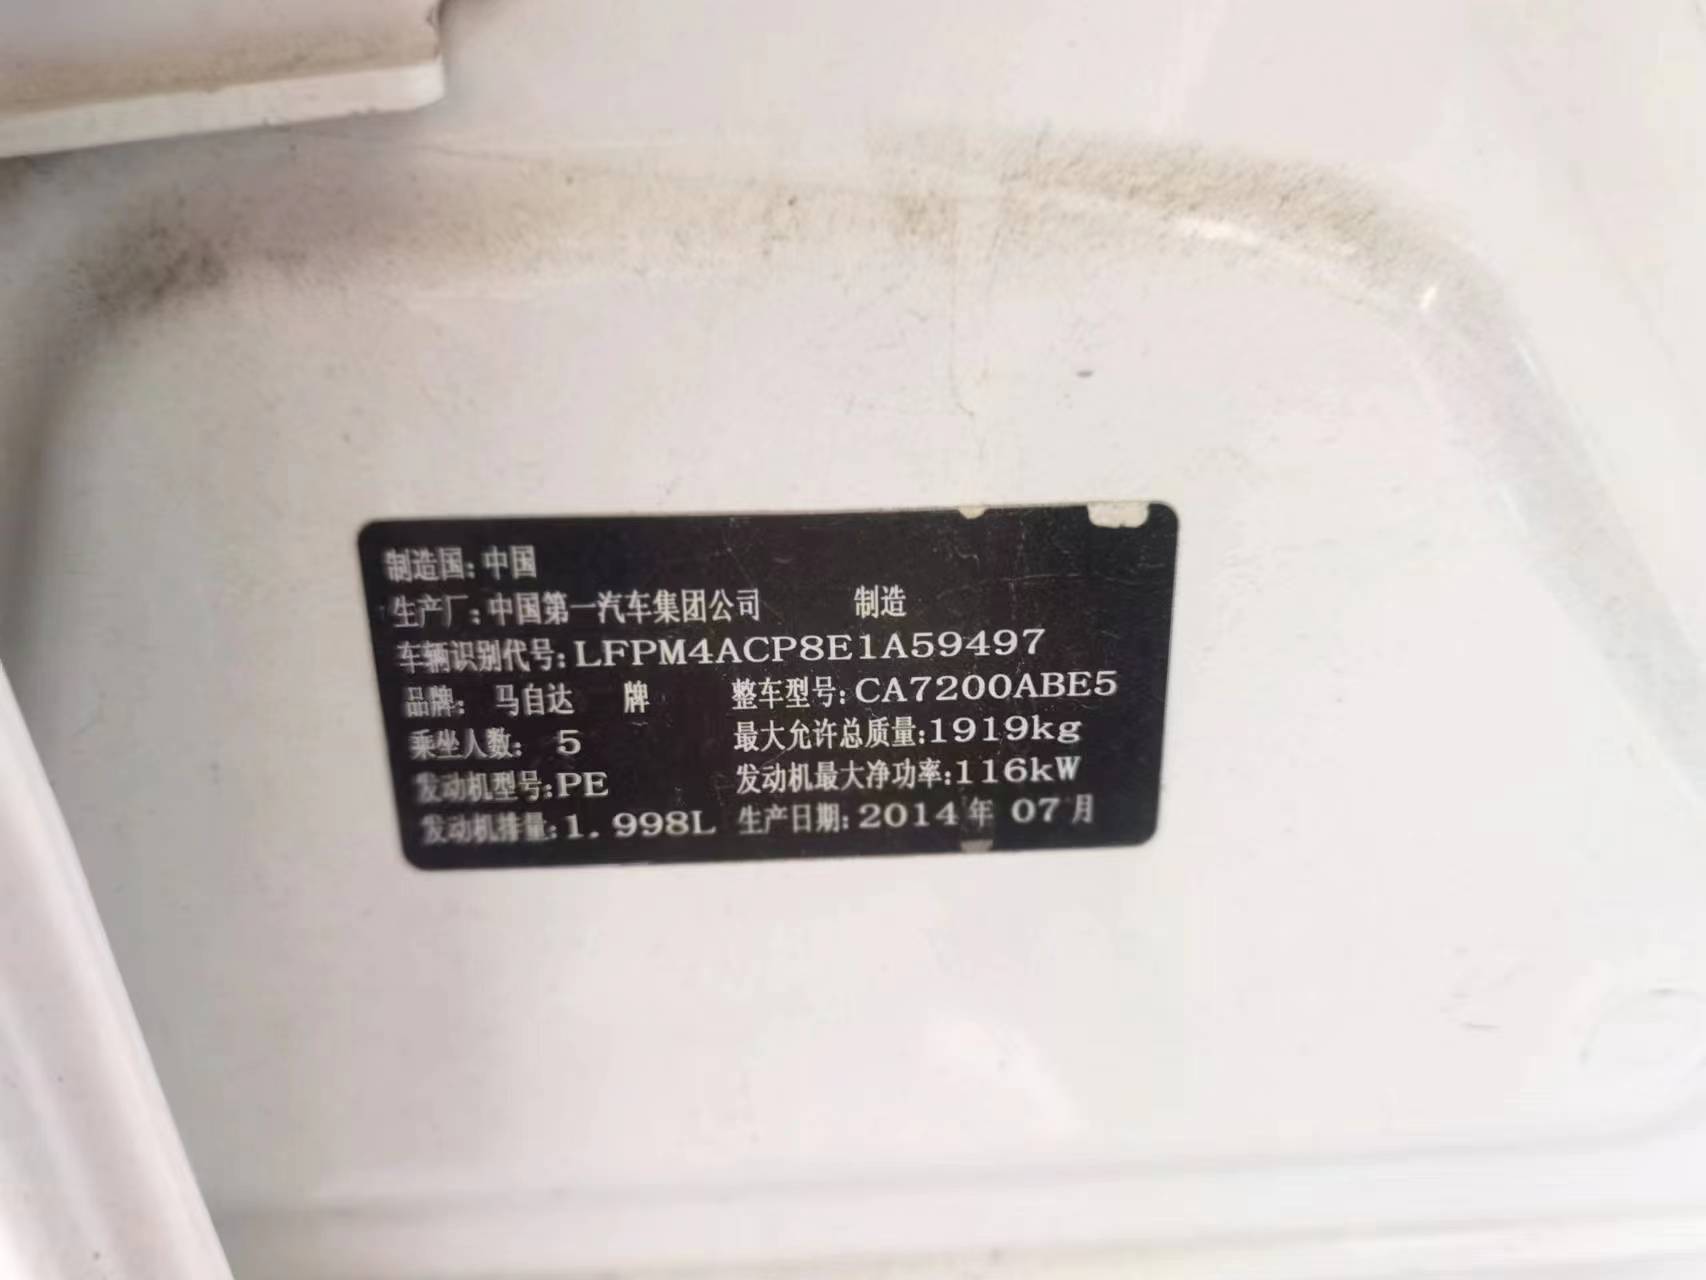 制造国:中国
生产厂:中国第一汽车集团公司 制造
车辆识别代号:LFPM4ACP8E1A59497
品牌: 马自达 牌 整车型号:CA7200ABE5
乘坐人数: 5 最大允许总质量:1919kg
发动机型号:PE 发动机最大净功率:116kW
发动机排量:1.998L 生产日期:2014年 07月